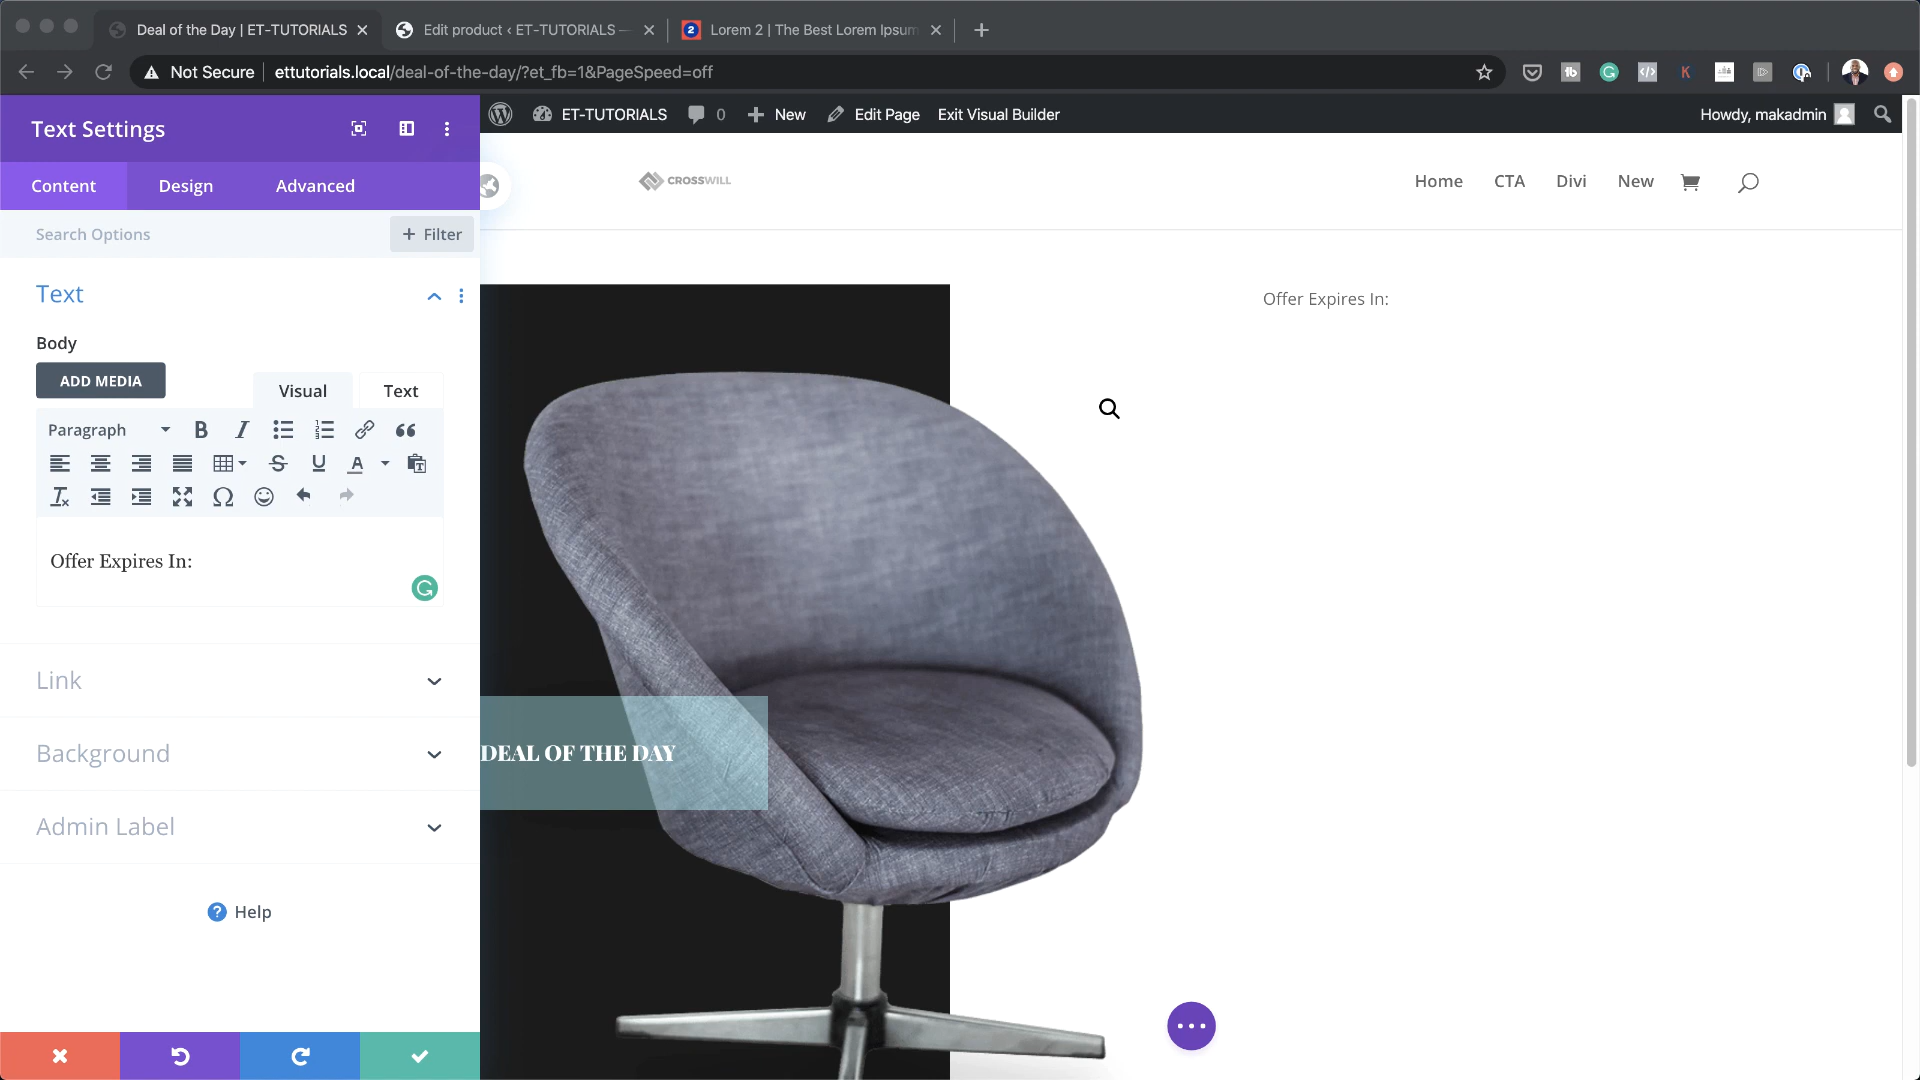 Deal of the Day | ET-TUTORIALS
Edit product ‹ ET-TUTORIALS —
Lorem 2 | The Best Lorem Ipsum
Not Secure
ettutorials.local/deal-of-the-day/?et_fb=1&PageSpeed=off
Text Settings
ET-TUTORIALS
0
New
Edit Page
Exit Visual Builder
Howdy, makadmin
Content
Design
Advanced
CROSSWILL
Home
CTA
Divi
New
Search Options
+ Filter
Text
Offer Expires In:
Body
ADD MEDIA
Visual
Text
Paragraph
Offer Expires In:
Link
DEAL OF THE DAY
Background
Admin Label
Help